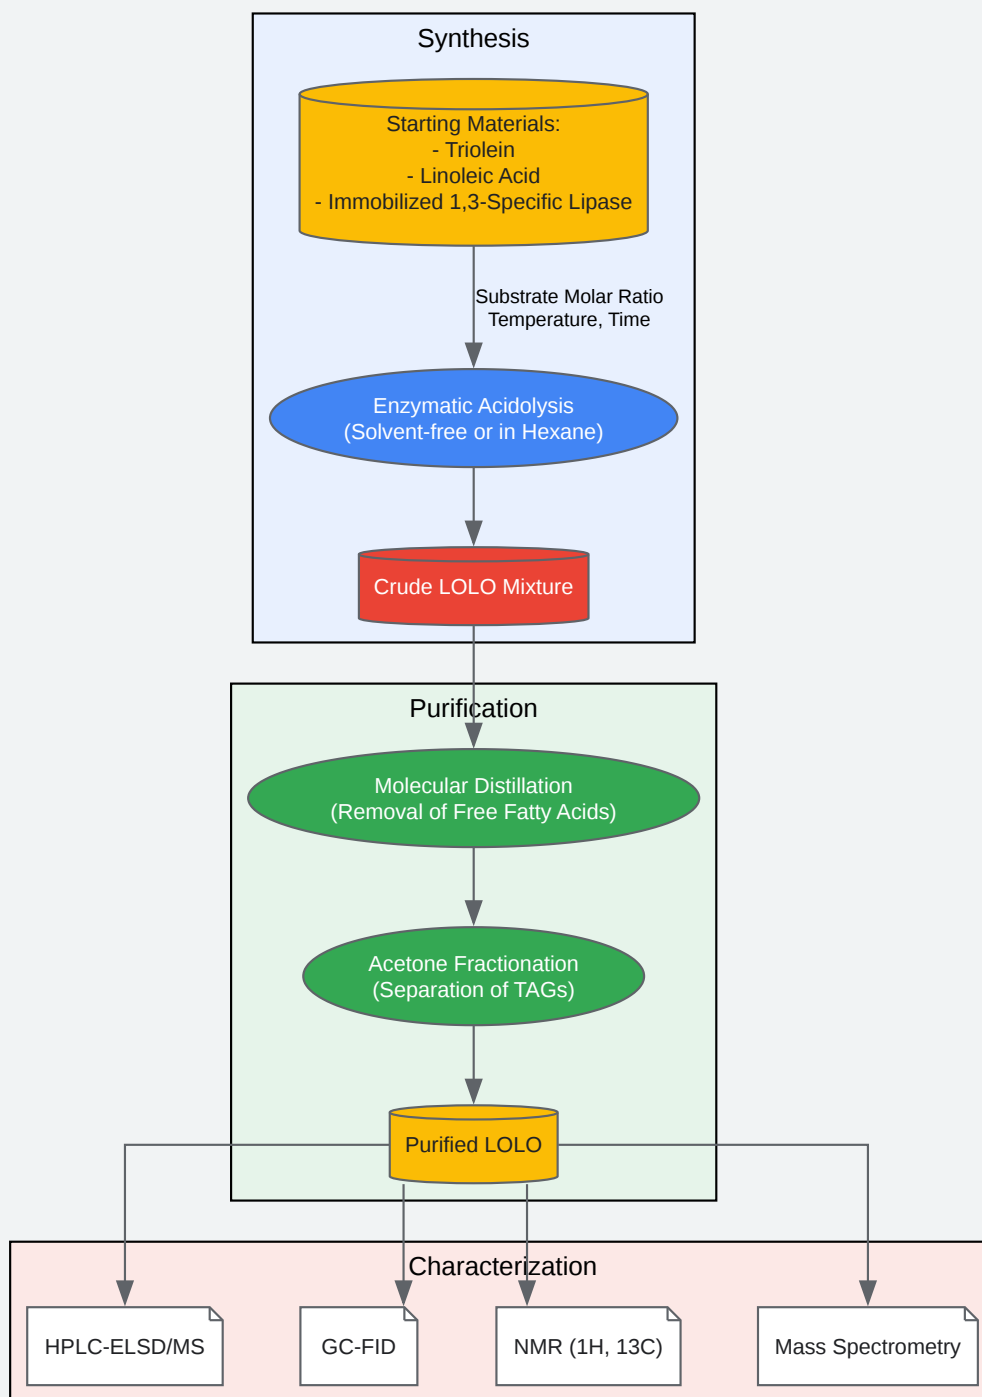 Synthesis
Starting Materials:
- Triolein
- Linoleic Acid
- Immobilized 1,3-Specific Lipase
Substrate Molar Ratio
Temperature, Time
Enzymatic Acidolysis
(Solvent-free or in Hexane)
Crude LOLO Mixture
Purification
Molecular Distillation
(Removal of Free Fatty Acids)
Acetone Fractionation
(Separation of TAGs)
Purified LOLO
Characterization
HPLC-ELSD/MS
GC-FID
NMR (1H, 13C)
Mass Spectrometry